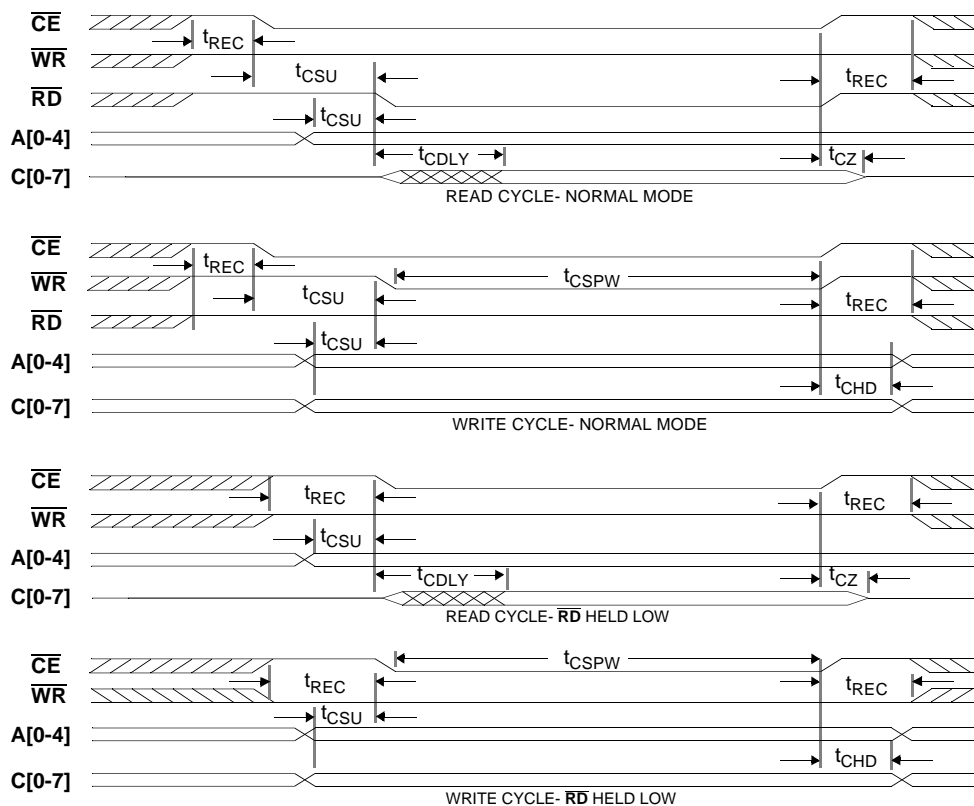 CE
tREC
WR
tCSU
tREC
RD
tCSU
A[0-4]
tCDLY
tCZ
C[0-7]
READ CYCLE- NORMAL MODE
CE
tREC
WR
tCSPW
tCSU
tREC
RD
tCSU
A[0-4]
tCHD
C[0-7]
WRITE CYCLE- NORMAL MODE
CE
tREC
tREC
WR
tCSU
A[0-4]
tCDLY
tCZ
C[0-7]
READ CYCLE- RD HELD LOW
CE
tCSPW
tREC
tREC
WR
tCSU
A[0-4]
tCHD
C[0-7]
WRITE CYCLE- RD HELD LOW